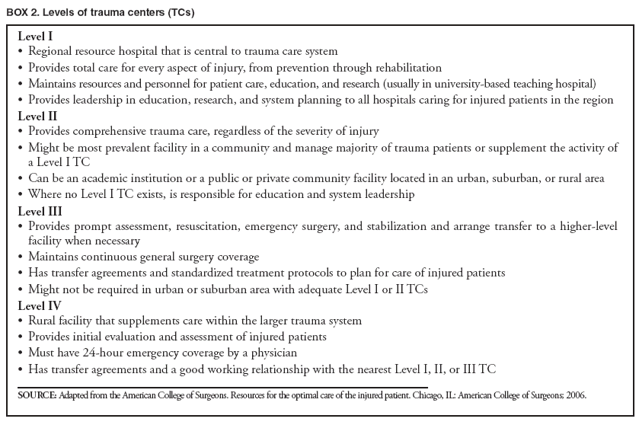 BOX 2. Levels of trauma centers (TCs)
Level I
• Regional resource hospital that is central to trauma care system
• Provides total care for every aspect of injury, from prevention through rehabilitation
• Maintains resources and personnel for patient care, education, and research (usually in university-based teaching hospital)
• Provides leadership in education, research, and system planning to all hospitals caring for injured patients in the region
Level II
• Provides comprehensive trauma care, regardless of the severity of injury
• Might be most prevalent facility in a community and manage majority of trauma patients or supplement the activity of
a Level I TC
• Can be an academic institution or a public or private community facility located in an urban, suburban, or rural area
• Where no Level I TC exists, is responsible for education and system leadership
Level III
• Provides prompt assessment, resuscitation, emergency surgery, and stabilization and arrange transfer to a higher-level
facility when necessary
• Maintains continuous general surgery coverage
• Has transfer agreements and standardized treatment protocols to plan for care of injured patients
• Might not be required in urban or suburban area with adequate Level I or II TCs
Level IV
• Rural facility that supplements care within the larger trauma system
• Provides initial evaluation and assessment of injured patients
• Must have 24-hour emergency coverage by a physician
• Has transfer agreements and a good working relationship with the nearest Level I, II, or III TC
SOURCE: Adapted from the American College of Surgeons. Resources for the optimal care of the injured patient. Chicago, IL: American College of Surgeons; 2006.